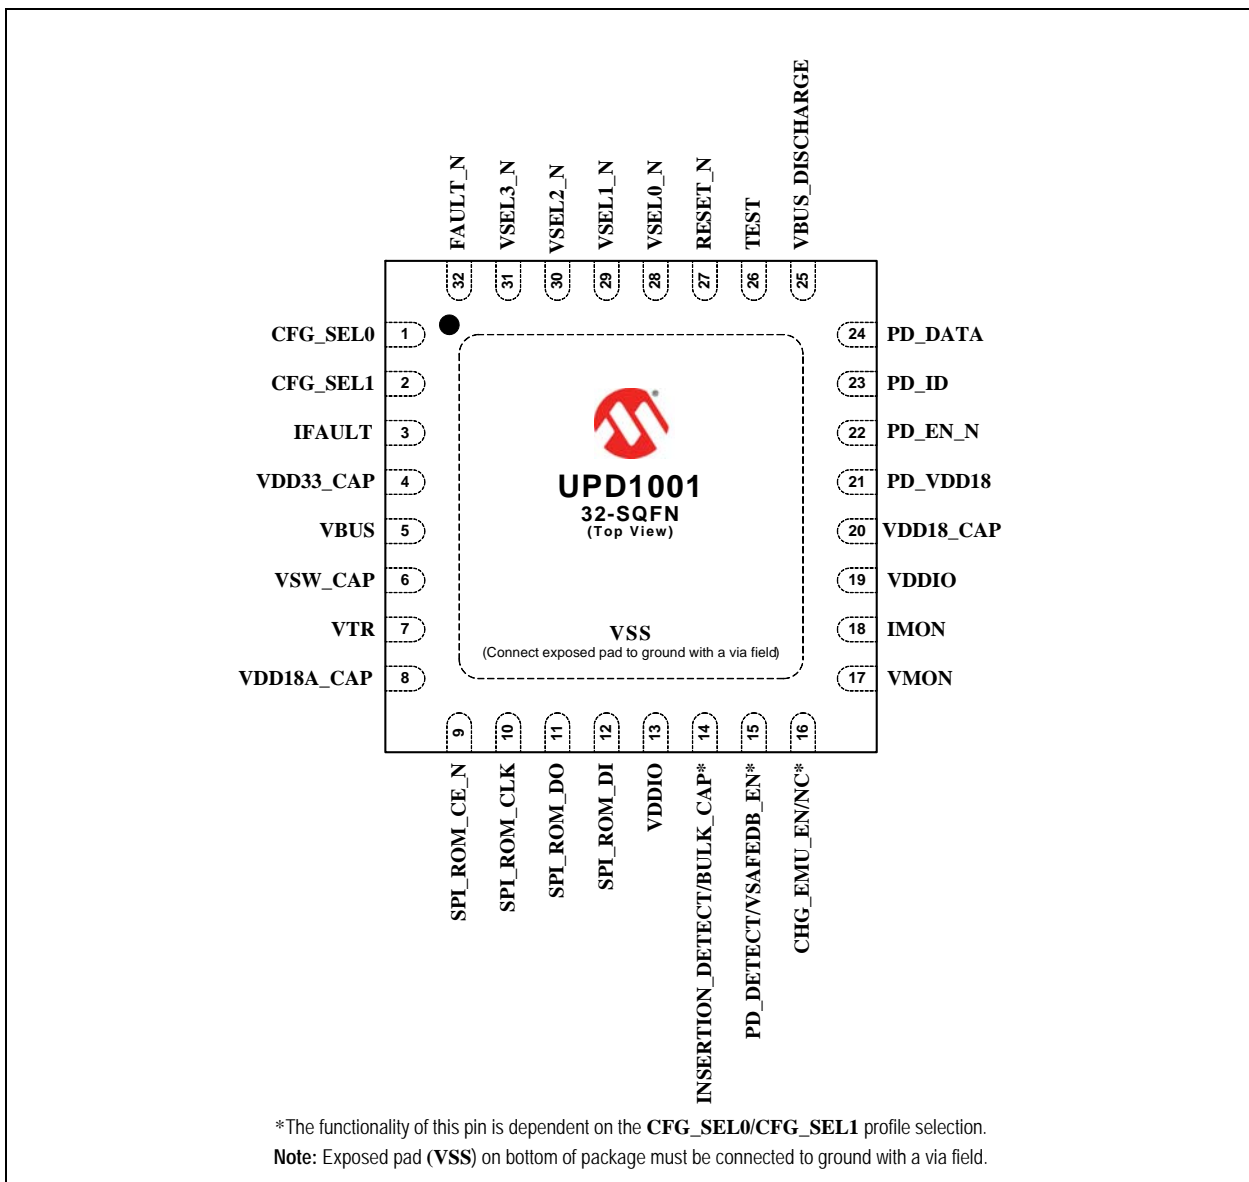 FAULT_N
VSEL3_N
VSEL2_N
VSEL1_N
VSEL0_N
RESET_N
TEST
VBUS_DISCHARGE
32
31
30
29
28
27
26
25
CFG_SEL0 1
CFG_SEL1 2
IFAULT 3
VDD33_CAP 4
VBUS 5
VSW_CAP 6
VTR 7
VDD18A_CAP 8
24 PD_DATA
23 PD_ID
22 PD_EN_N
21 PD_VDD18
20 VDD18_CAP
19 VDDIO
18 IMON
17 VMON
®
UPD1001
32-SQFN
(Top View)
VSS
(Connect exposed pad to ground with a via field)
9
10
11
12
13
14
15
16
SPI_ROM_CE_N
SPI_ROM_CLK
SPI_ROM_DO
SPI_ROM_DI
VDDIO
INSERTION_DETECT/BULK_CAP*
PD_DETECT/VSAFEDB_EN*
CHG_EMU_EN/NC*
*The functionality of this pin is dependent on the CFG_SEL0/CFG_SEL1 profile selection.
Note: Exposed pad (VSS) on bottom of package must be connected to ground with a via field.